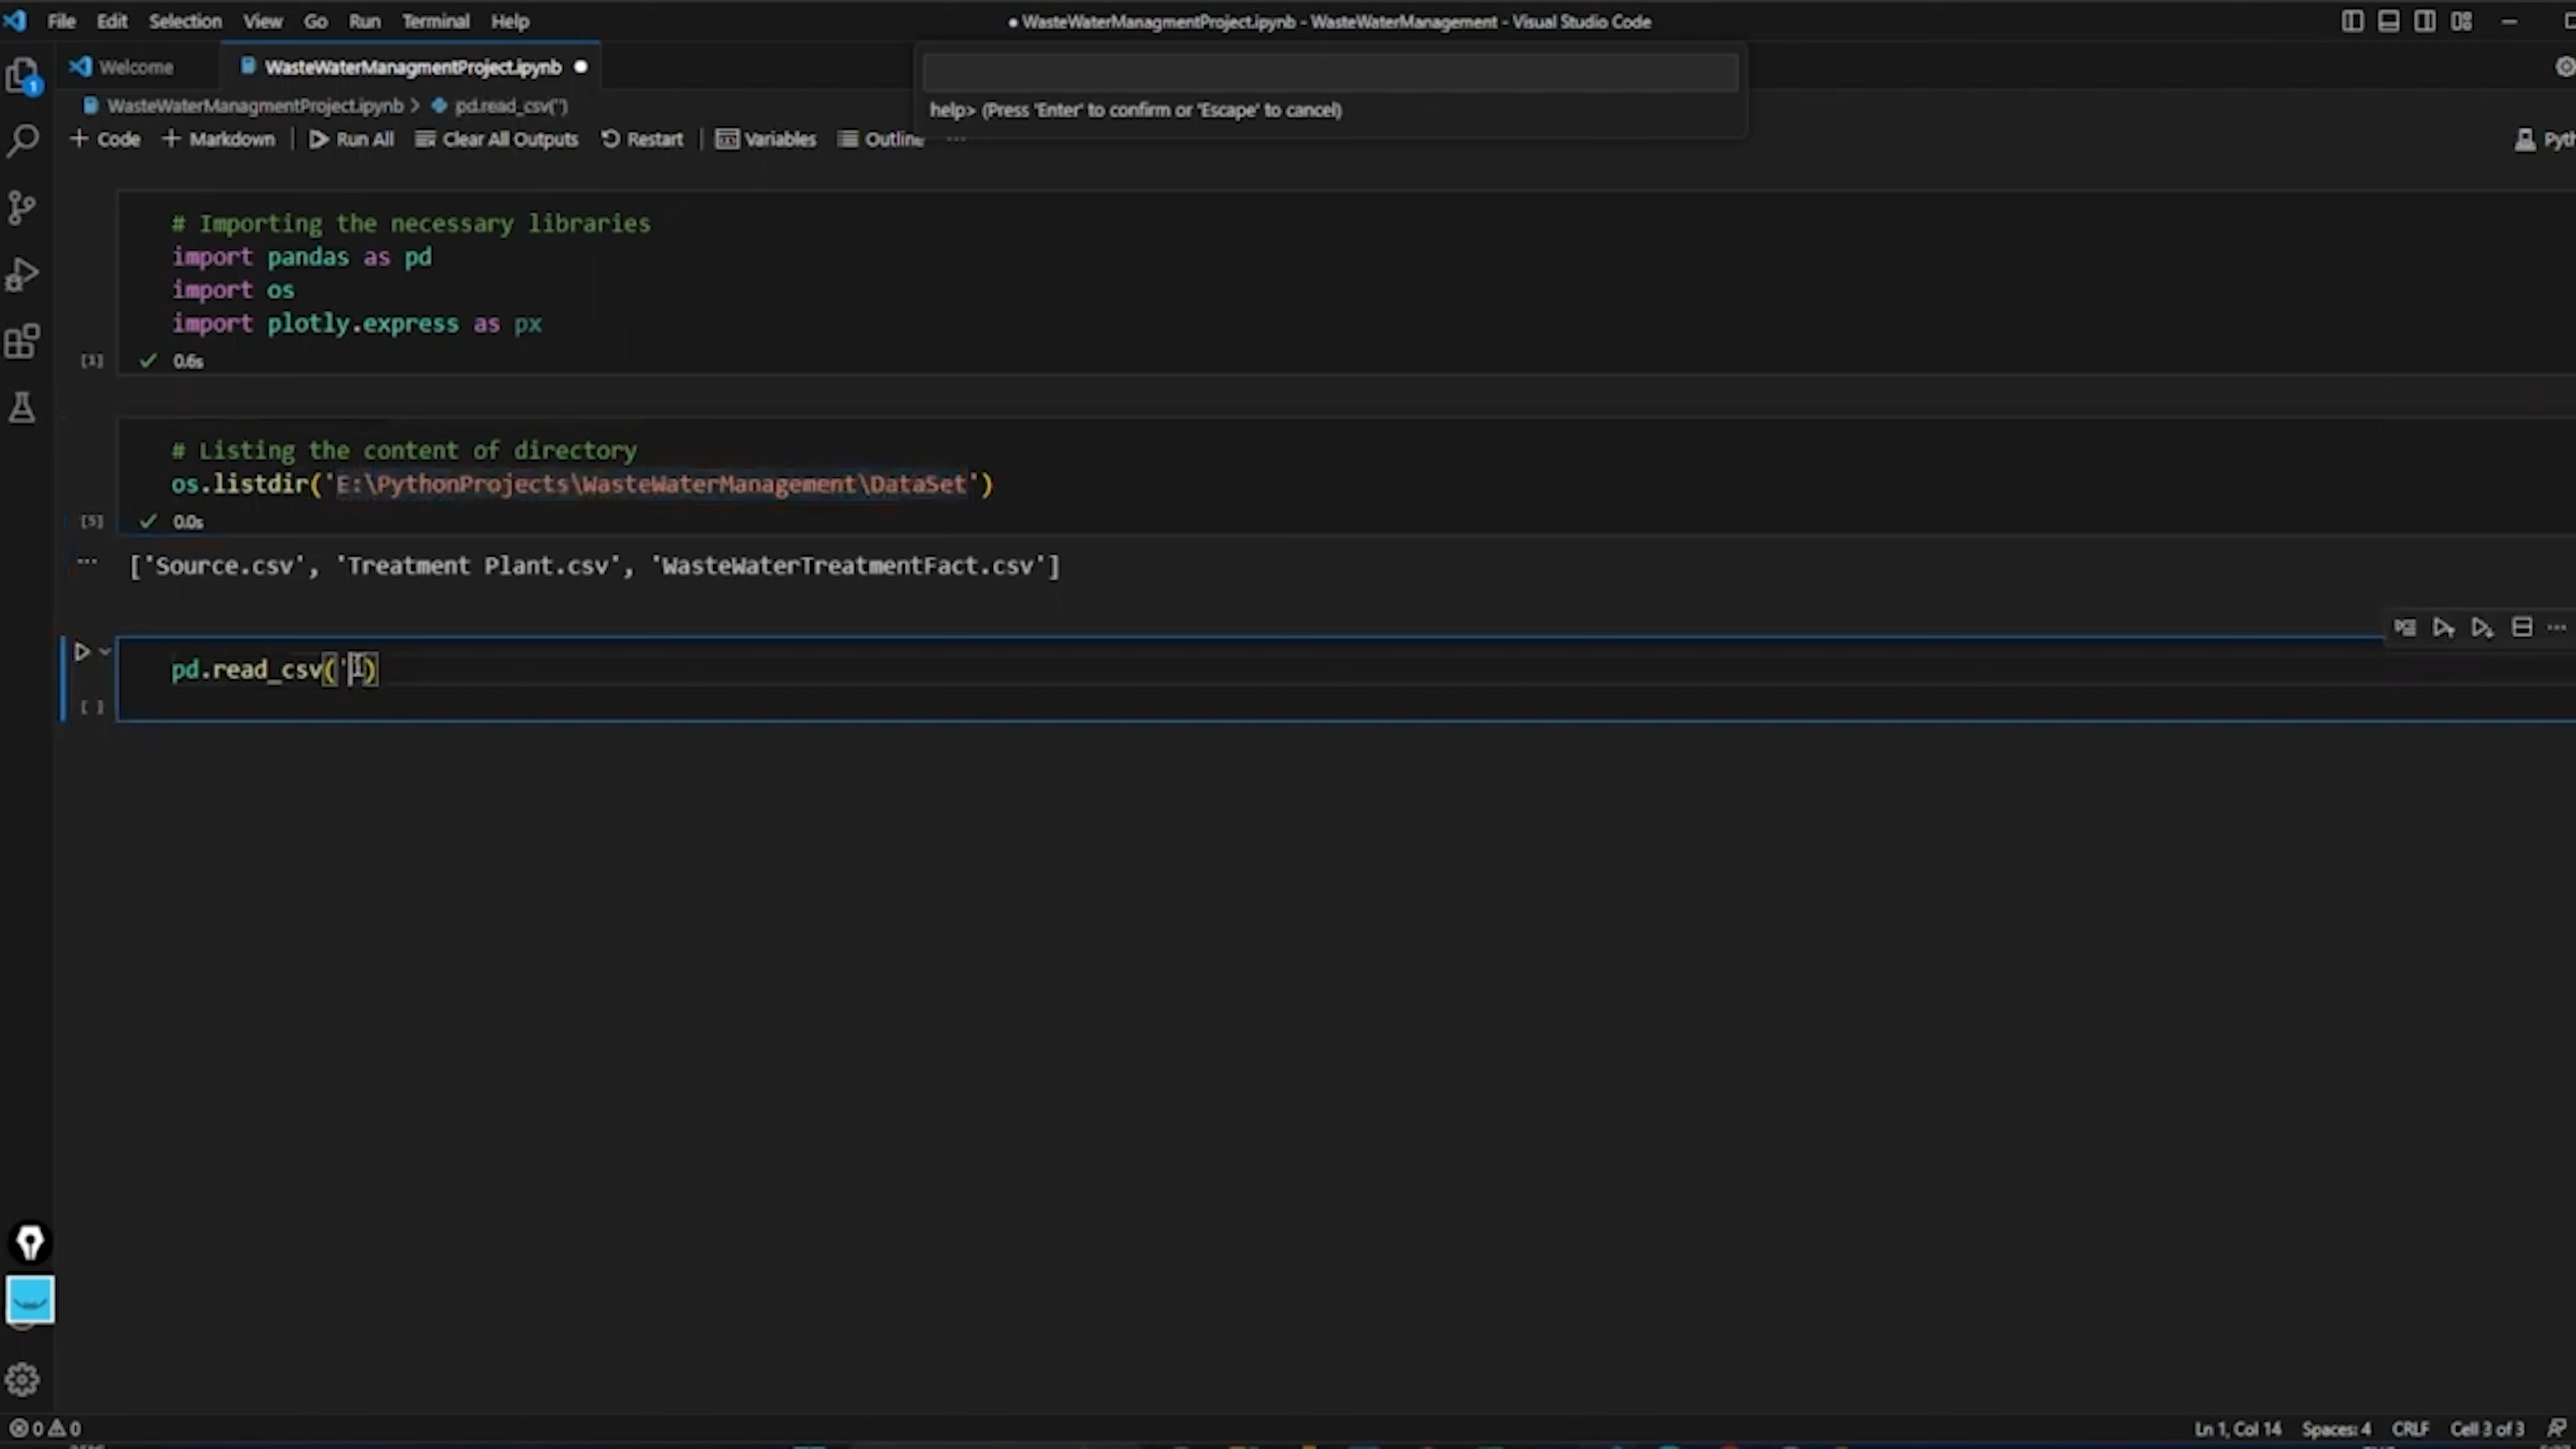 File Edit Selection View Go Run Terminal Help
● WasteWaterManagmentProject.ipynb - WasteWaterManagement - Visual Studio Code
1
Welcome
WasteWaterManagmentProject.ipynb ●
WasteWaterManagmentProject.ipynb > pd.read_csv('')
help> (Press 'Enter' to confirm or 'Escape' to cancel)
+ Code + Markdown | Run All Clear All Outputs Restart | Variables Outline ...
# Importing the necessary libraries
import pandas as pd
import os
import plotly.express as px
[1] ✓ 0.6s
# Listing the content of directory
os.listdir('E:\PythonProjects\WasteWaterManagement\DataSet')
[5] ✓ 0.0s
... ['Source.csv', 'Treatment Plant.csv', 'WasteWaterTreatmentFact.csv']
pd.read_csv('')
[ ]
0 0
Ln 1, Col 14 Spaces: 4 CRLF Cell 3 of 3